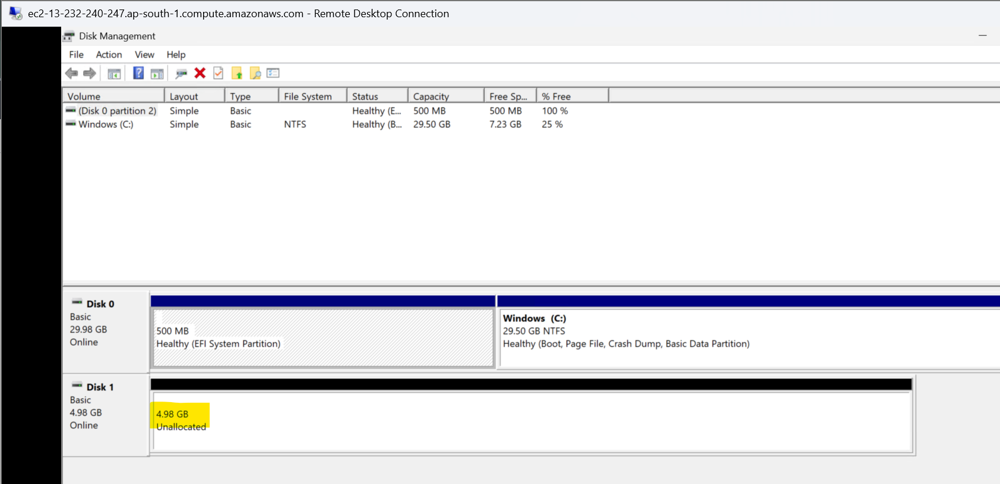 ec2-13-232-240-247.ap-south-1.compute.amazonaws.com - Remote Desktop Connection
Disk Management
File Action View Help
Volume Layout Type File System Status Capacity Free Sp... % Free
(Disk 0 partition 2) Simple Basic Healthy (E... 500 MB 500 MB 100 %
Windows (C:) Simple Basic NTFS Healthy (B... 29.50 GB 7.23 GB 25 %
Disk 0
Basic
29.98 GB
Online
500 MB
Healthy (EFI System Partition)
Windows (C:)
29.50 GB NTFS
Healthy (Boot, Page File, Crash Dump, Basic Data Partition)
Disk 1
Basic
4.98 GB
Online
4.98 GB
Unallocated